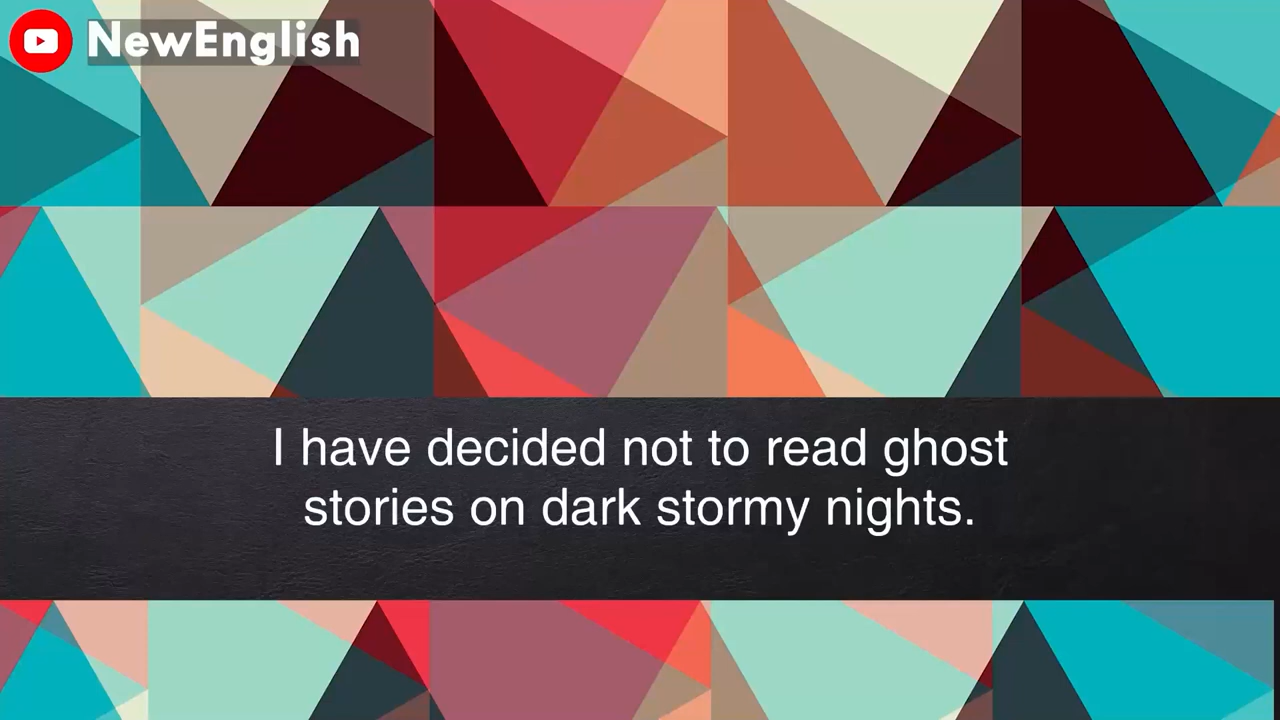 NewEnglish
I have decided not to read ghost
stories on dark stormy nights.